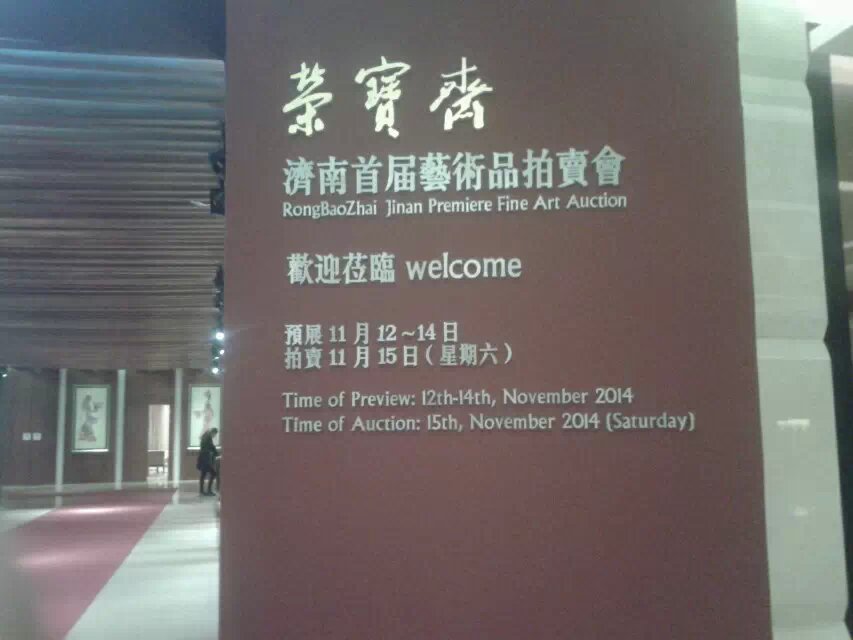 榮寶齋
濟南首届藝術品拍賣會
RongBaoZhai Jinan Premiere Fine Art Auction
歡迎莅臨 welcome
預展 11 月 12~14 日
拍賣 11 月 15 日(星期六)
Time of Preview: 12th-14th, November 2014
Time of Auction: 15th, November 2014 (Saturday)